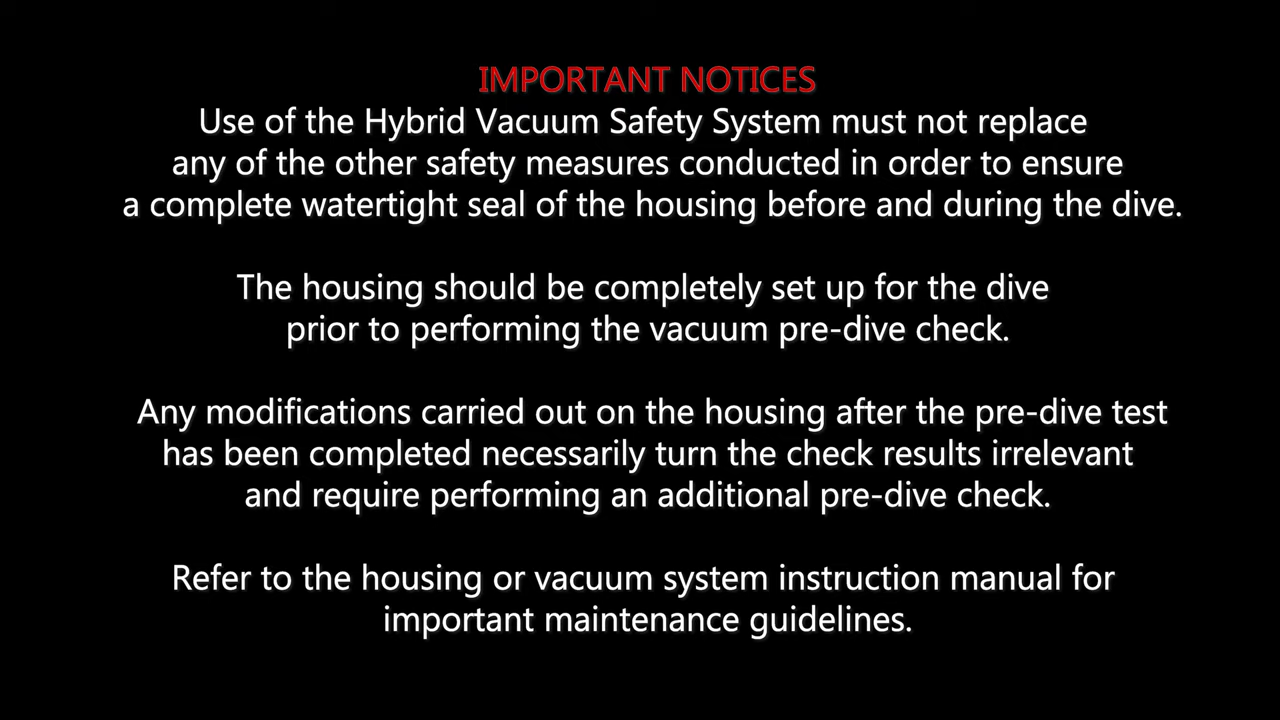 IMPORTANT NOTICES
Use of the Hybrid Vacuum Safety System must not replace
any of the other safety measures conducted in order to ensure
a complete watertight seal of the housing before and during the dive.
The housing should be completely set up for the dive
prior to performing the vacuum pre-dive check.
Any modifications carried out on the housing after the pre-dive test
has been completed necessarily turn the check results irrelevant
and require performing an additional pre-dive check.
Refer to the housing or vacuum system instruction manual for
important maintenance guidelines.